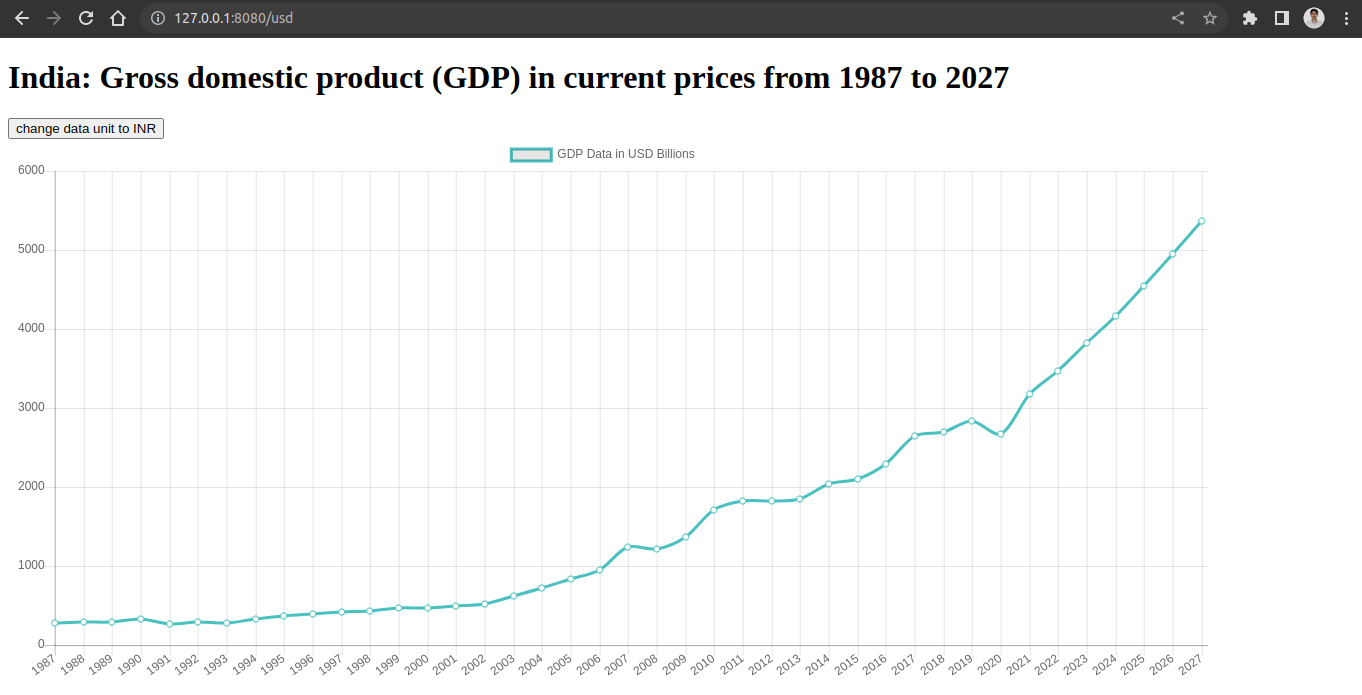 127.0.0.1:8080/usd
India: Gross domestic product (GDP) in current prices from 1987 to 2027
change data unit to INR
GDP Data in USD Billions
6000
5000
4000
3000
2000
1000
0
1987 1988 1989 1990 1991 1992 1993 1994 1995 1996 1997 1998 1999 2000 2001 2002 2003 2004 2005 2006 2007 2008 2009 2010 2011 2012 2013 2014 2015 2016 2017 2018 2019 2020 2021 2022 2023 2024 2025 2026 2027